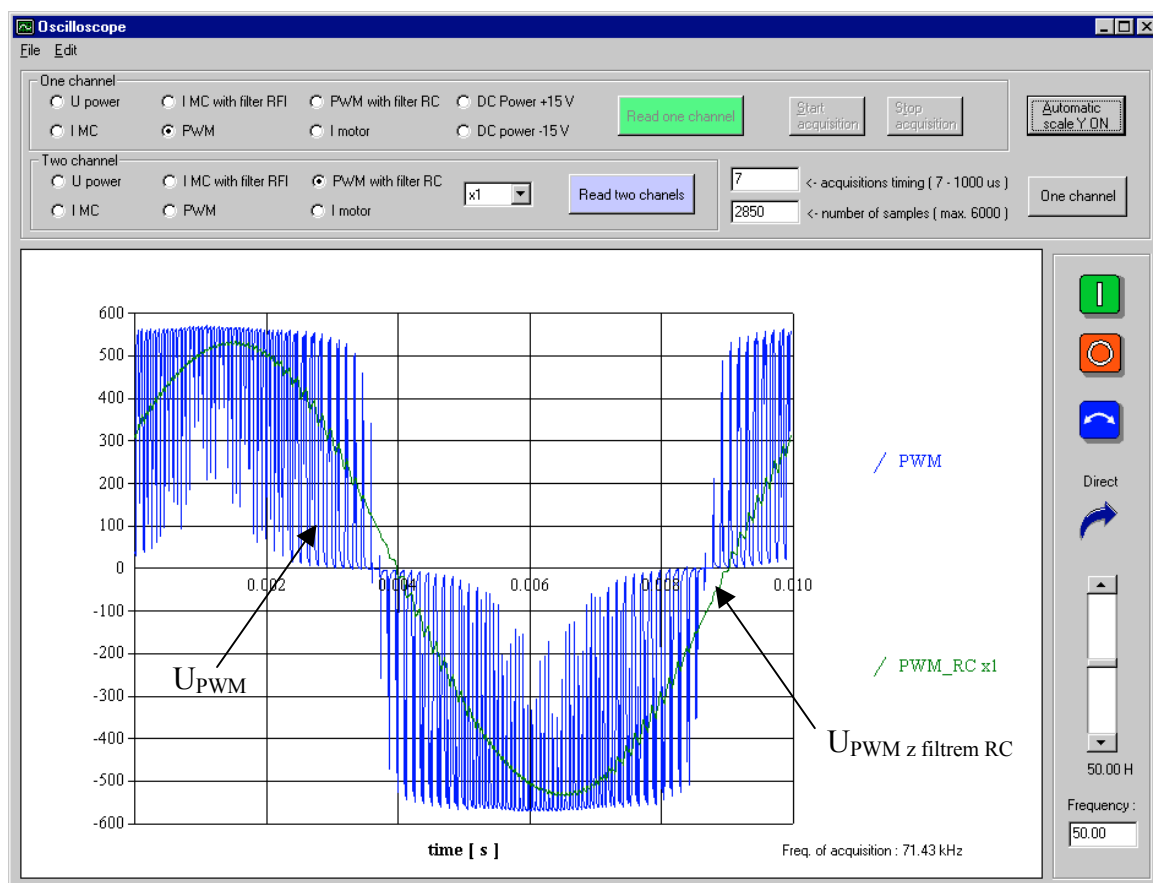 Oscilloscope
File Edit
One channel
U power I MC with filter RFI PWM with filter RC DC Power +15 V
I MC PWM I motor DC power -15 V
Read one channel
Start acquisition
Stop acquisition
Automatic scale Y ON
Two channel
U power I MC with filter RFI PWM with filter RC
I MC PWM I motor
x1
Read two chanels
7 <- acquisitions timing ( 7 - 1000 us )
2850 <- number of samples ( max. 6000 )
One channel
600
500
400
300
200
100
0
-100
-200
-300
-400
-500
-600
0.002 0.004 0.006 0.008 0.010
time [ s ]
PWM
PWM_RC x1
UPWM
UPWM z filtrem RC
Freq. of acquisition : 71.43 kHz
Direct
50.00 H
Frequency :
50.00